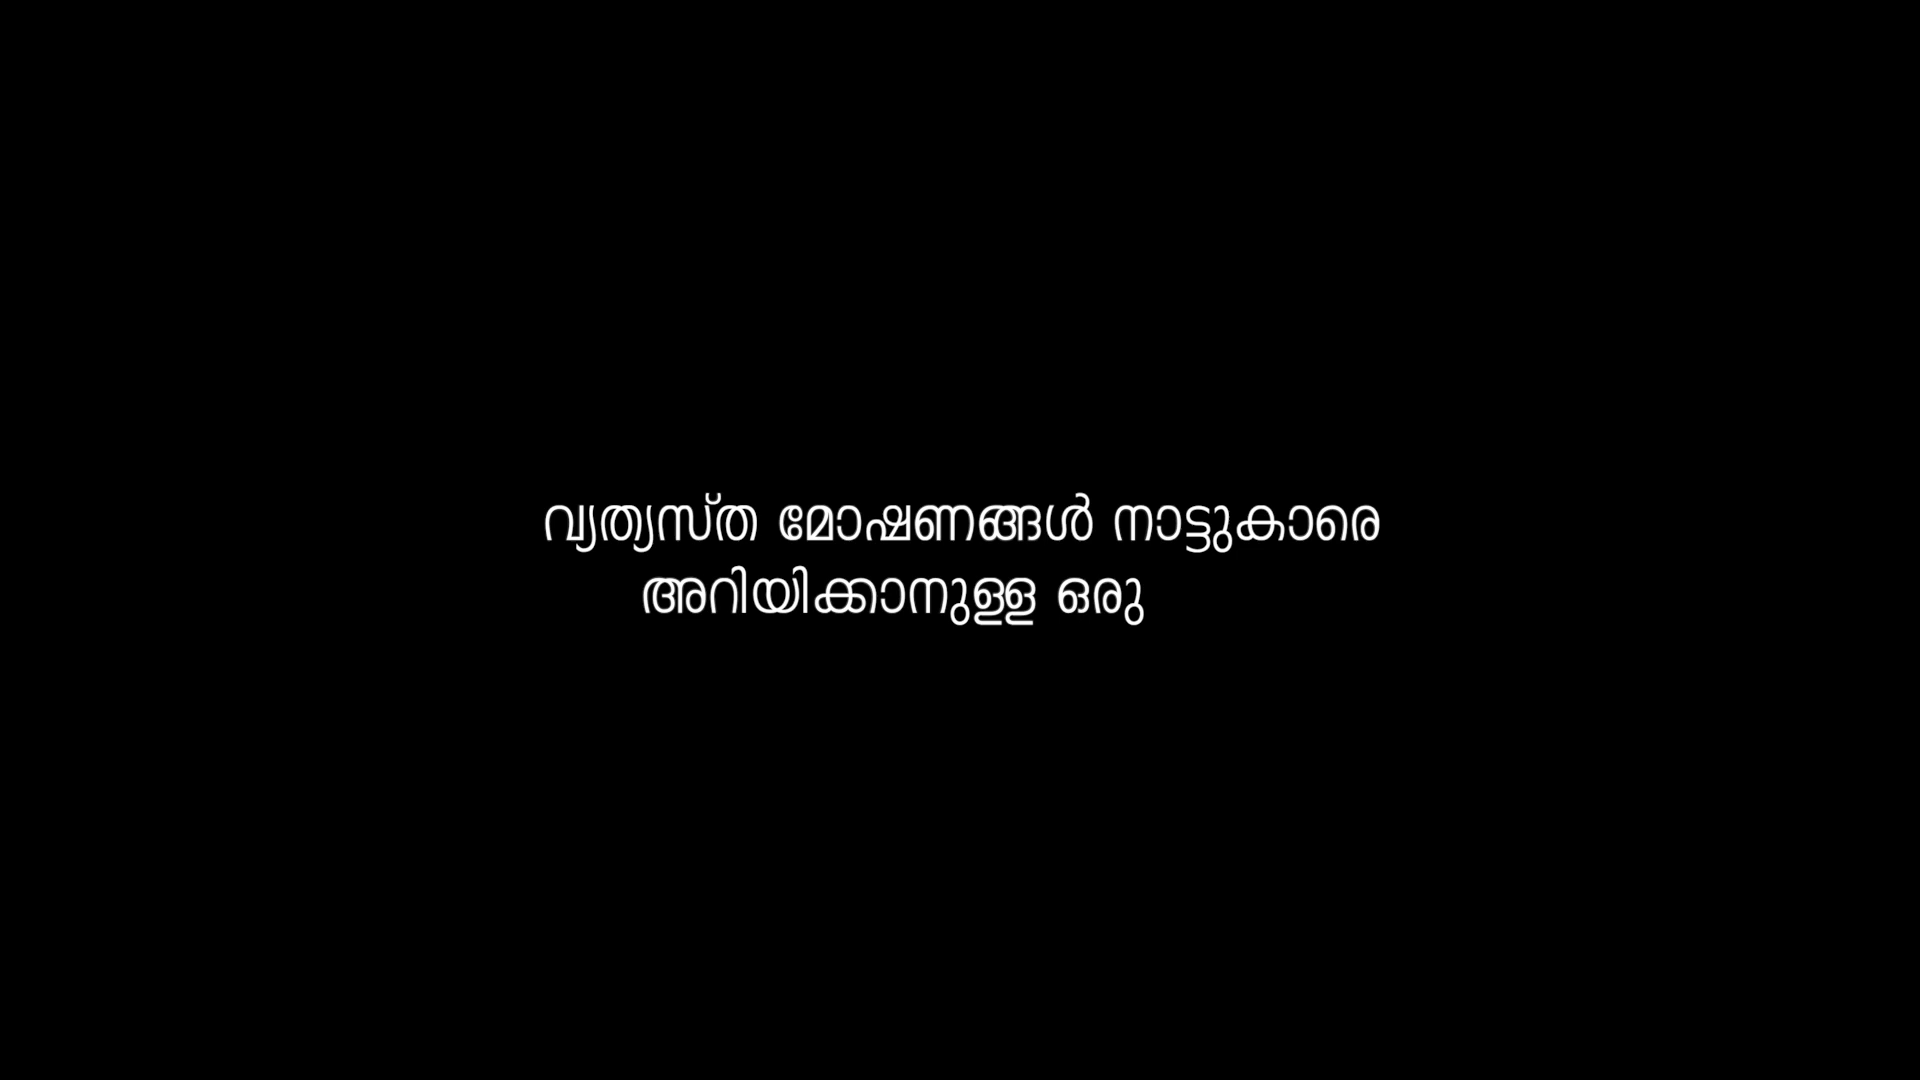 വ്യത്യസ്ത മോഷണങ്ങൾ നാട്ടുകാരെ
അറിയിക്കാനുള്ള ഒരു